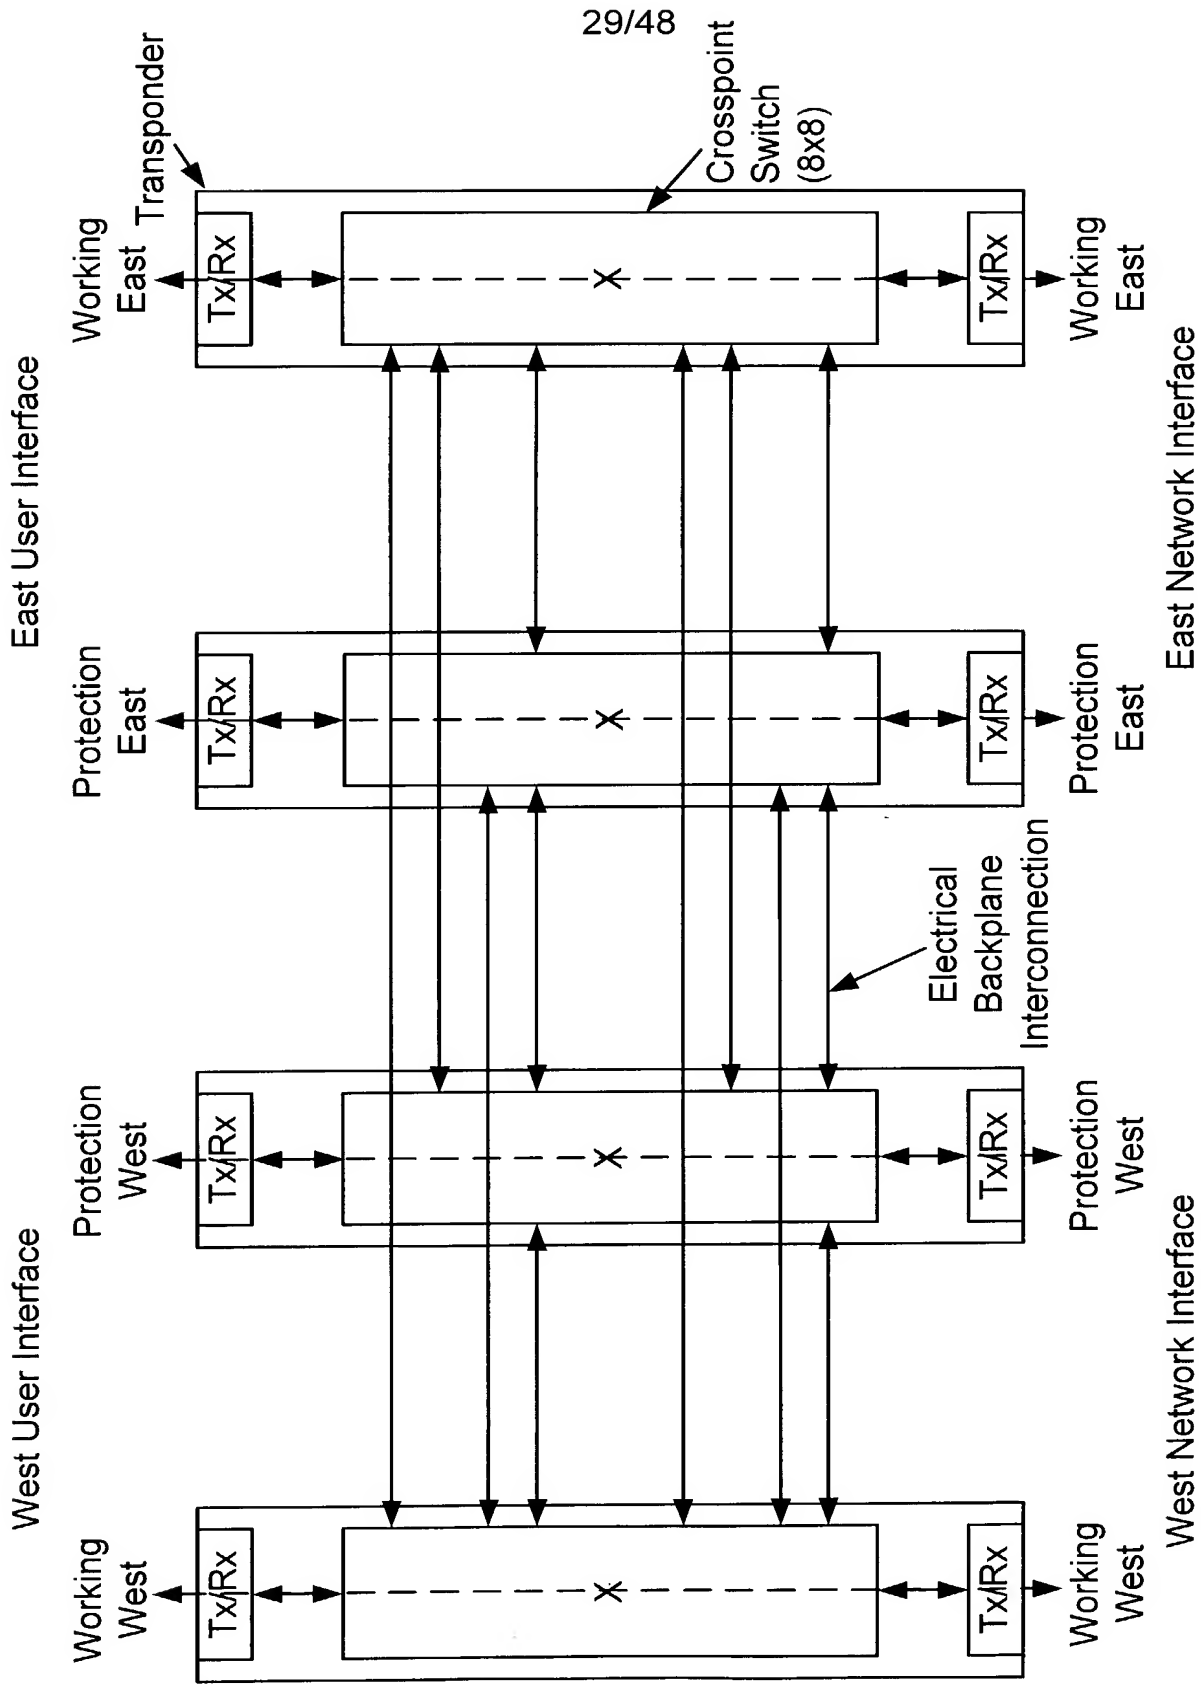 29/48
West User Interface
East User Interface
Working
West
Protection
West
Protection
East
Working
East
Transponder
Tx/Rx
Tx/Rx
Tx/Rx
Tx/Rx
Crosspoint
Switch
(8x8)
X
X
X
X
Electrical
Backplane
Interconnection
Tx/Rx
Tx/Rx
Tx/Rx
Tx/Rx
Working
West
Protection
West
Protection
East
Working
East
West Network Interface
East Network Interface